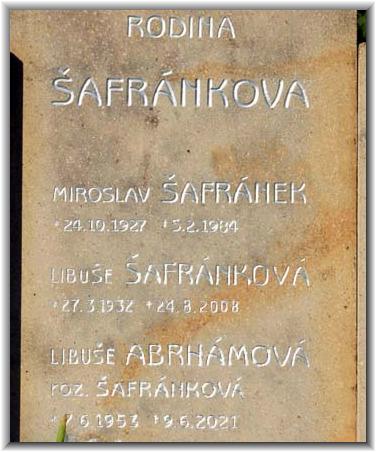 RODINA
ŠAFRÁNKOVA
MIROSLAV ŠAFRÁNEK
*24.10.1927 †5.2.1984
LIBUŠE ŠAFRÁNKOVÁ
*27.3.1932 †24.8.2008
LIBUŠE ABRHÁMOVÁ
roz. ŠAFRÁNKOVÁ
*7.6.1953 †9.6.2021